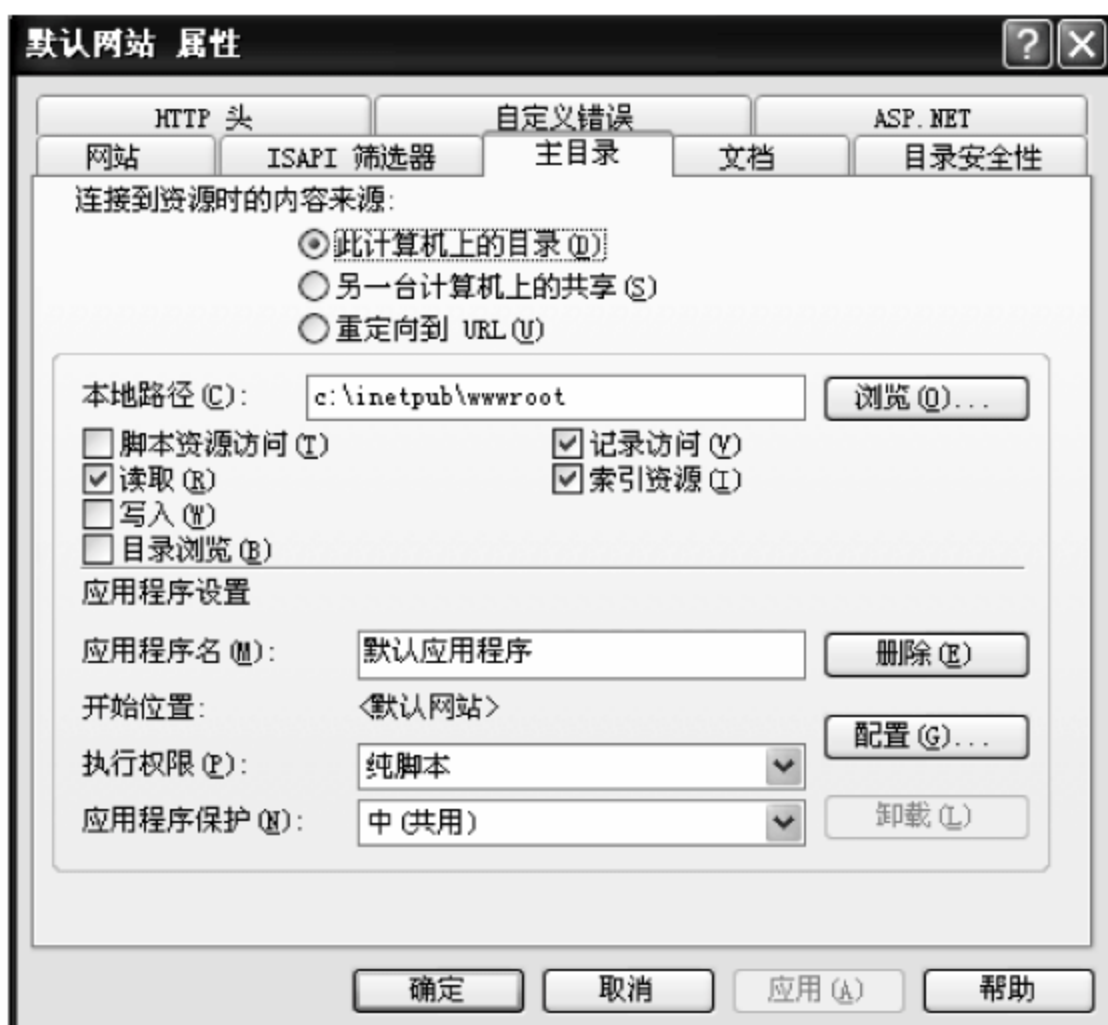 默认网站 属性
HTTP 头 自定义错误 ASP.NET
网站 ISAPI 筛选器 主目录 文档 目录安全性
连接到资源时的内容来源:
此计算机上的目录(D)
另一台计算机上的共享(S)
重定向到 URL(U)
本地路径(C): c:\inetpub\wwwroot 浏览(O)...
脚本资源访问(T) 记录访问(V)
读取(R) 索引资源(I)
写入(W)
目录浏览(B)
应用程序设置
应用程序名(M): 默认应用程序 删除(E)
开始位置: <默认网站>
配置(G)...
执行权限(P): 纯脚本
应用程序保护(N): 中(共用) 卸载(L)
确定 取消 应用(A) 帮助